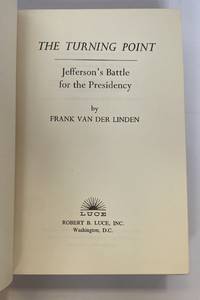 THE TURNING POINT
Jefferson's Battle
for the Presidency
by
FRANK VAN DER LINDEN
LUCE
ROBERT B. LUCE, INC.
Washington, D.C.